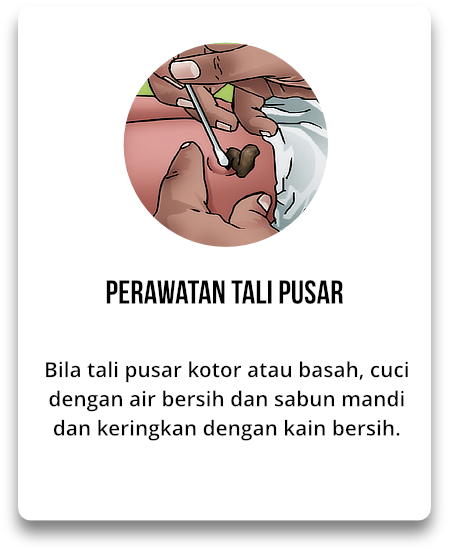 PERAWATAN TALI PUSAR
Bila tali pusar kotor atau basah, cuci
dengan air bersih dan sabun mandi
dan keringkan dengan kain bersih.